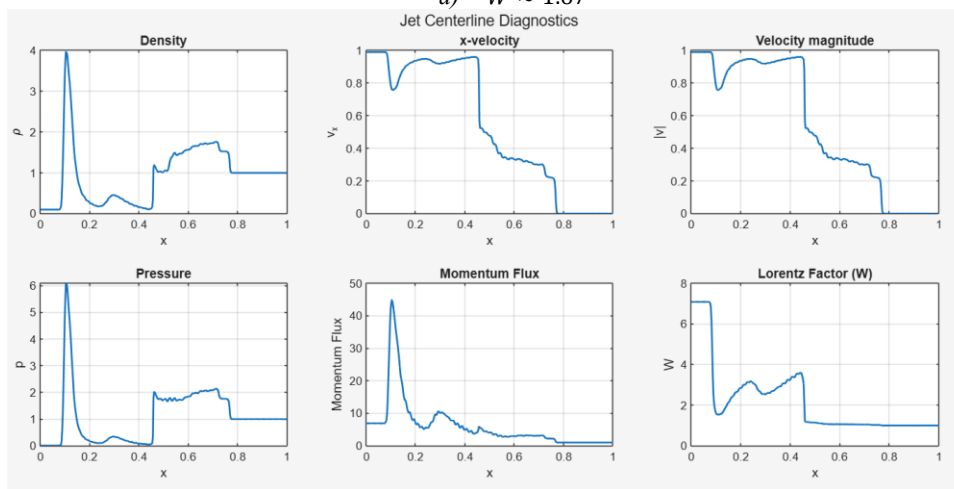 a) W ≈ 1.87
Jet Centerline Diagnostics
Density
x-velocity
Velocity magnitude
4
3
2
1
0
ρ
0 0.2 0.4 0.6 0.8 1
x
1
0.8
0.6
0.4
0.2
0
v_x
0 0.2 0.4 0.6 0.8 1
x
1
0.8
0.6
0.4
0.2
0
|v|
0 0.2 0.4 0.6 0.8 1
x
Pressure
Momentum Flux
Lorentz Factor (W)
6
5
4
3
2
1
0
p
0 0.2 0.4 0.6 0.8 1
x
50
40
30
20
10
0
Momentum Flux
0 0.2 0.4 0.6 0.8 1
x
8
6
4
2
0
W
0 0.2 0.4 0.6 0.8 1
x